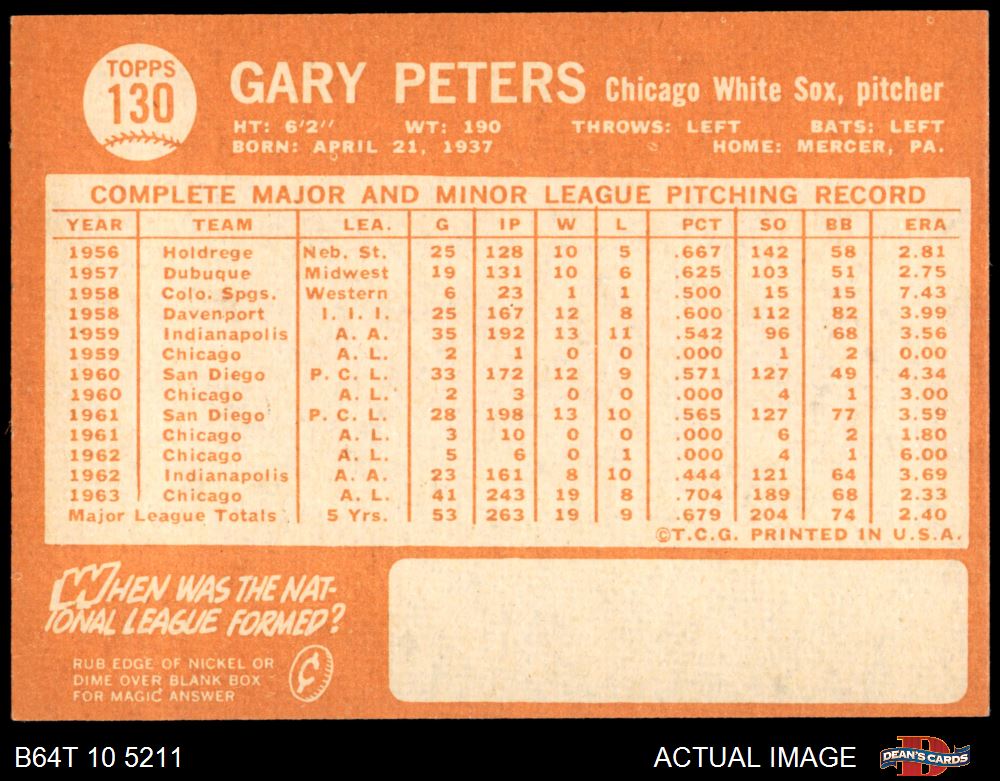 TOPPS
130
GARY PETERS Chicago White Sox, pitcher
HT: 6'2'' WT: 190 THROWS: LEFT BATS: LEFT
BORN: APRIL 21, 1937 HOME: MERCER, PA.
COMPLETE MAJOR AND MINOR LEAGUE PITCHING RECORD
YEAR TEAM LEA. G IP W L PCT SO BB ERA
1956 Holdrege Neb. St. 25 128 10 5 .667 142 58 2.81
1957 Dubuque Midwest 19 131 10 6 .625 103 51 2.75
1958 Colo. Spgs. Western 6 23 1 1 .500 15 15 7.43
1958 Davenport I. I. I. 25 167 12 8 .600 112 82 3.99
1959 Indianapolis A. A. 35 192 13 11 .542 96 68 3.56
1959 Chicago A. L. 2 1 0 0 .000 1 2 0.00
1960 San Diego P. C. L. 33 172 12 9 .571 127 49 4.34
1960 Chicago A. L. 2 3 0 0 .000 4 1 3.00
1961 San Diego P. C. L. 28 198 13 10 .565 127 77 3.59
1961 Chicago A. L. 3 10 0 0 .000 6 2 1.80
1962 Chicago A. L. 5 6 0 1 .000 4 1 6.00
1962 Indianapolis A. A. 23 161 8 10 .444 121 64 3.69
1963 Chicago A. L. 41 243 19 8 .704 189 68 2.33
Major League Totals 5 Yrs. 53 263 19 9 .679 204 74 2.40
©T.C.G. PRINTED IN U.S.A.
WHEN WAS THE NAT-
IONAL LEAGUE FORMED?
RUB EDGE OF NICKEL OR
DIME OVER BLANK BOX
FOR MAGIC ANSWER
¢
B64T 10 5211 ACTUAL IMAGE DEAN'S CARDS